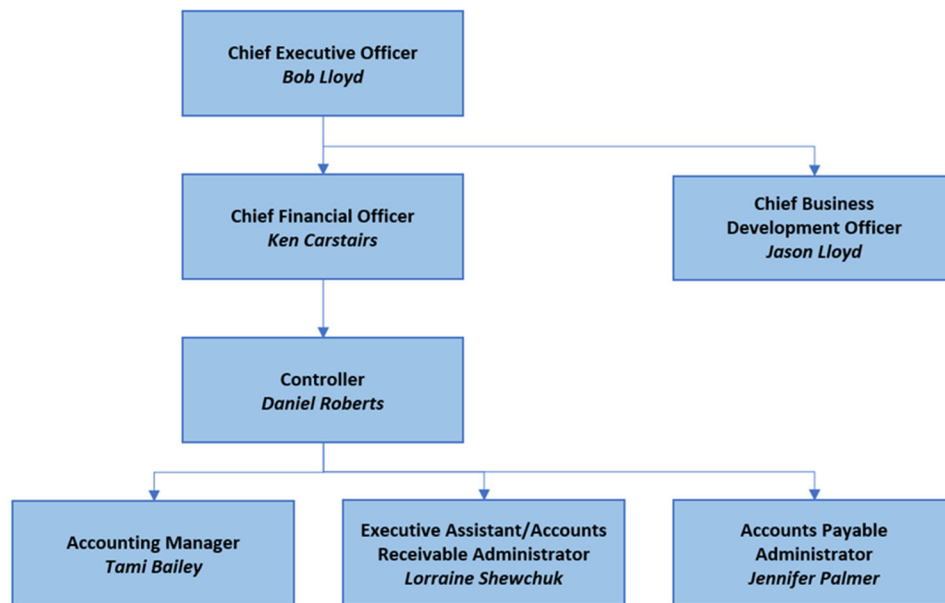 Chief Executive Officer
Bob Lloyd
Chief Financial Officer
Ken Carstairs
Chief Business
Development Officer
Jason Lloyd
Controller
Daniel Roberts
Accounting Manager
Tami Bailey
Executive Assistant/Accounts
Receivable Administrator
Lorraine Shewchuk
Accounts Payable
Administrator
Jennifer Palmer